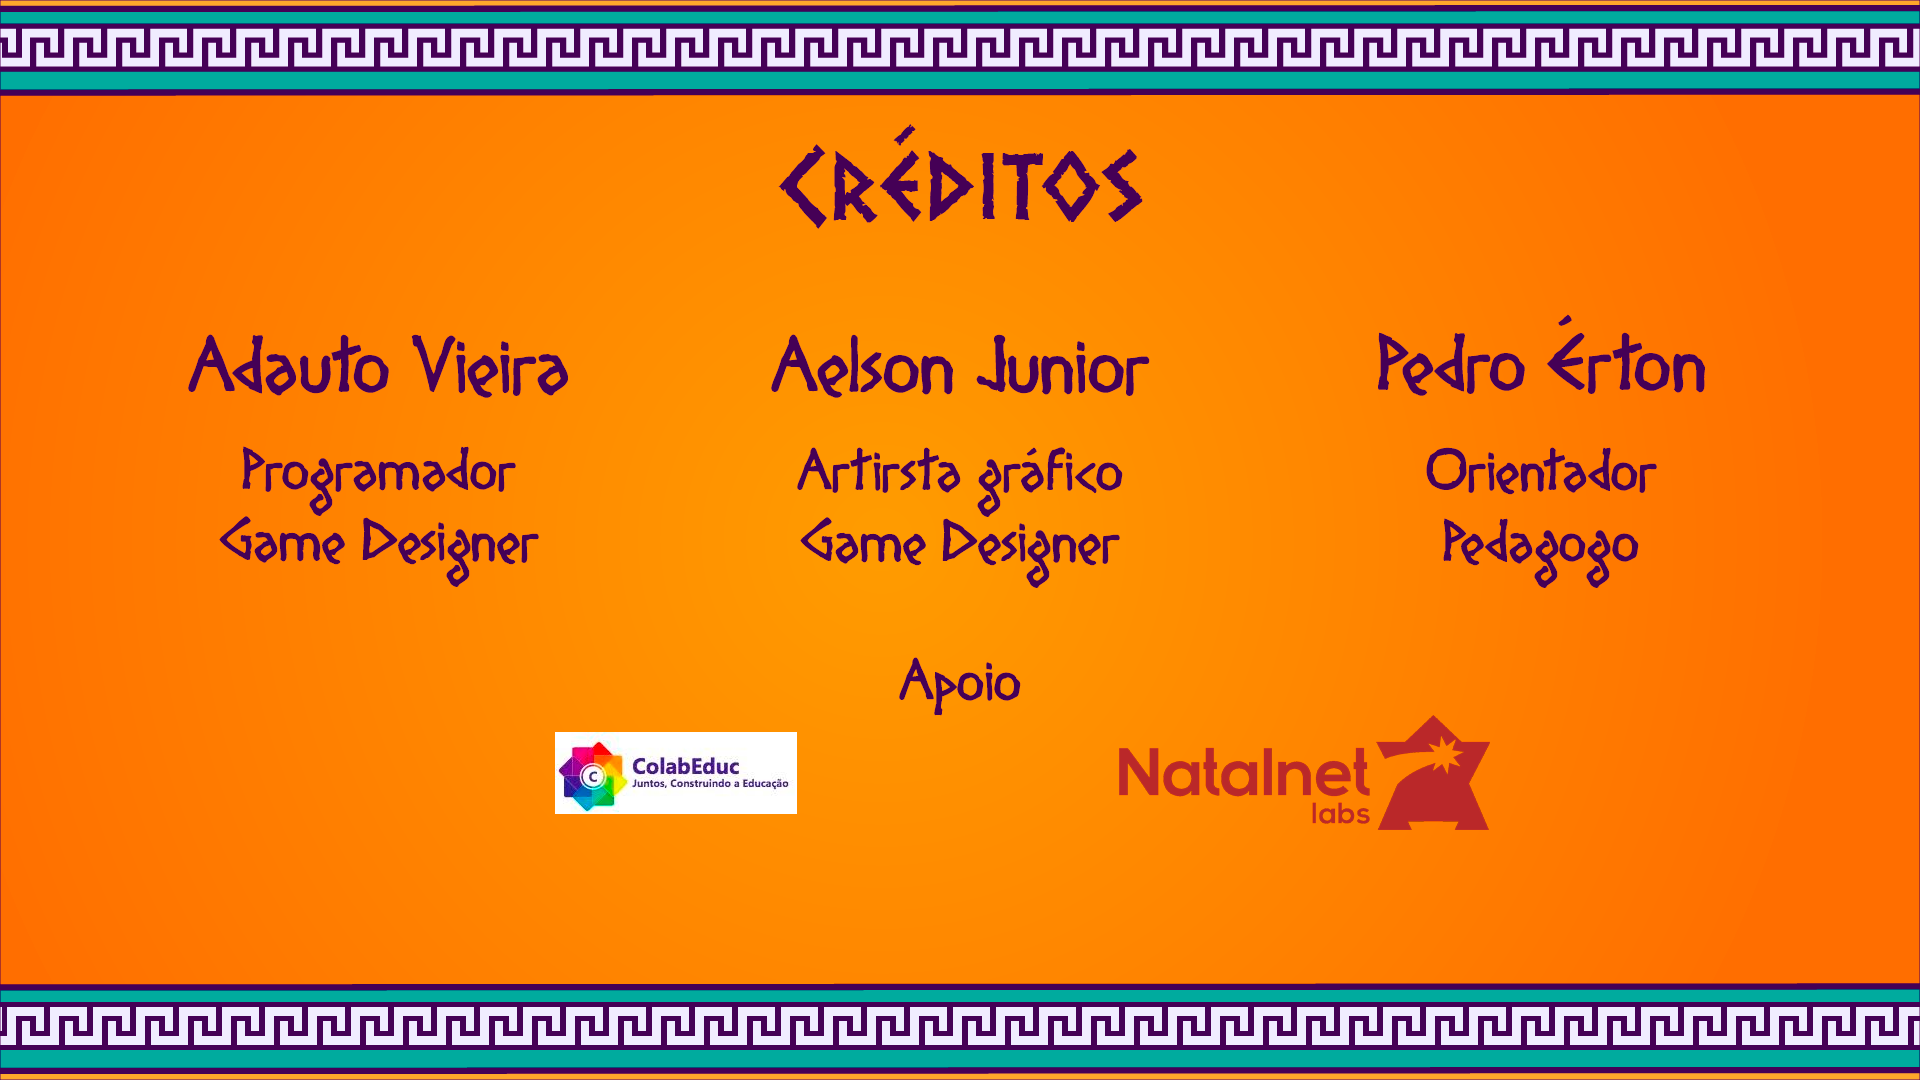 CRÉDITOS
Adauto Vieira
Programador
Game Designer
Aelson Junior
Artirsta gráfico
Game Designer
Pedro Érton
Orientador
Pedagogo
Apoio
C
ColabEduc
Juntos, Construindo a Educação
Natalnet
labs